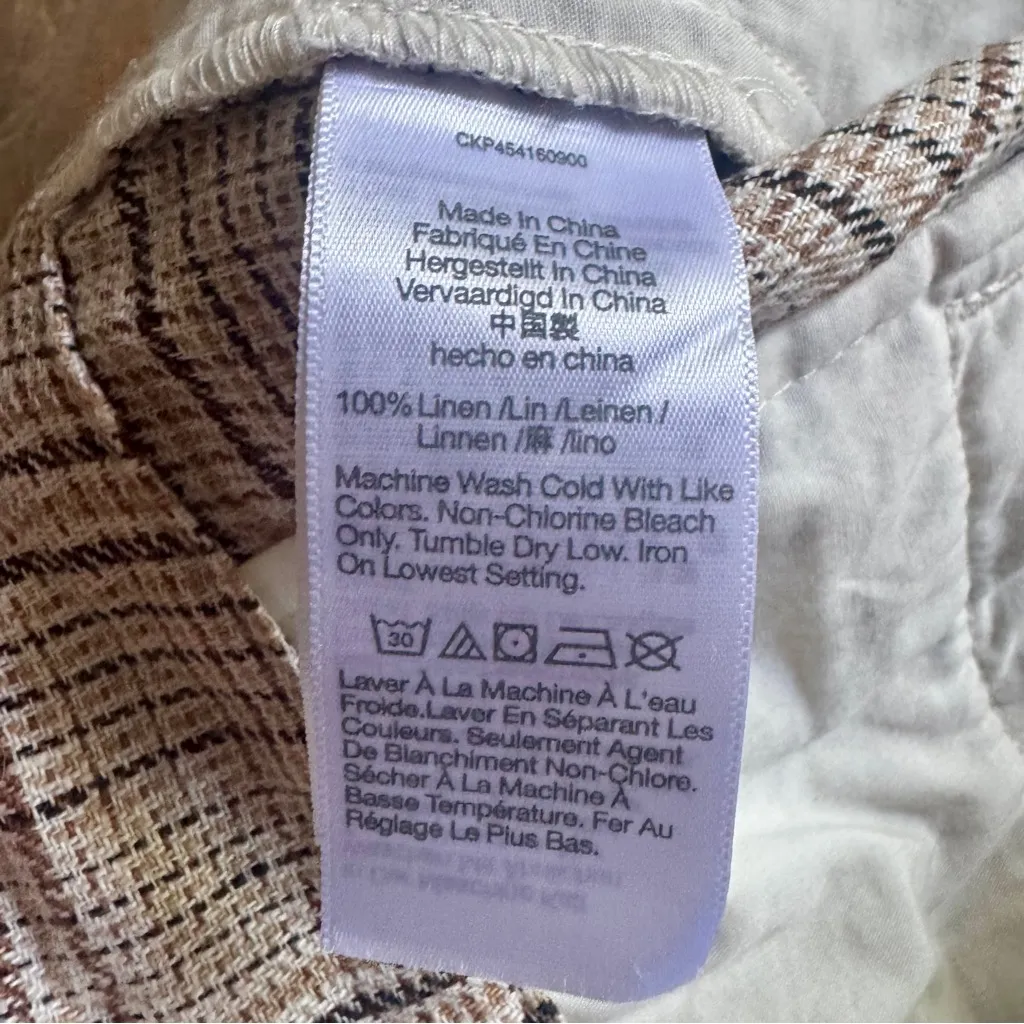 CKP454160900
Made In China
Fabriqué En Chine
Hergestellt In China
Vervaardigd In China
中国製
hecho en china
100% Linen /Lin /Leinen /
Linnen /麻 /lino
Machine Wash Cold With Like
Colors. Non-Chlorine Bleach
Only. Tumble Dry Low. Iron
On Lowest Setting.
30
Laver À La Machine À L'eau
Froide.Laver En Séparant Les
Couleurs. Seulement Agent
De Blanchiment Non-Chlore.
Sécher À La Machine À
Basse Température. Fer Au
Réglage Le Plus Bas.